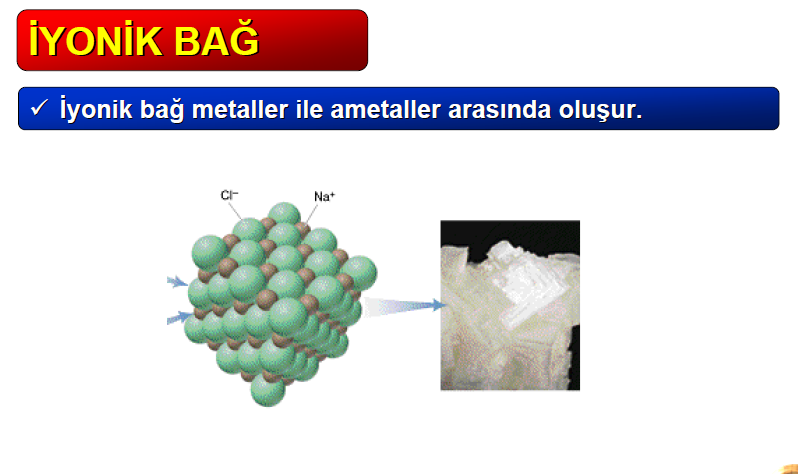 İYONİK BAĞ
✓ İyonik bağ metaller ile ametaller arasında oluşur.
Cl⁻ Na⁺